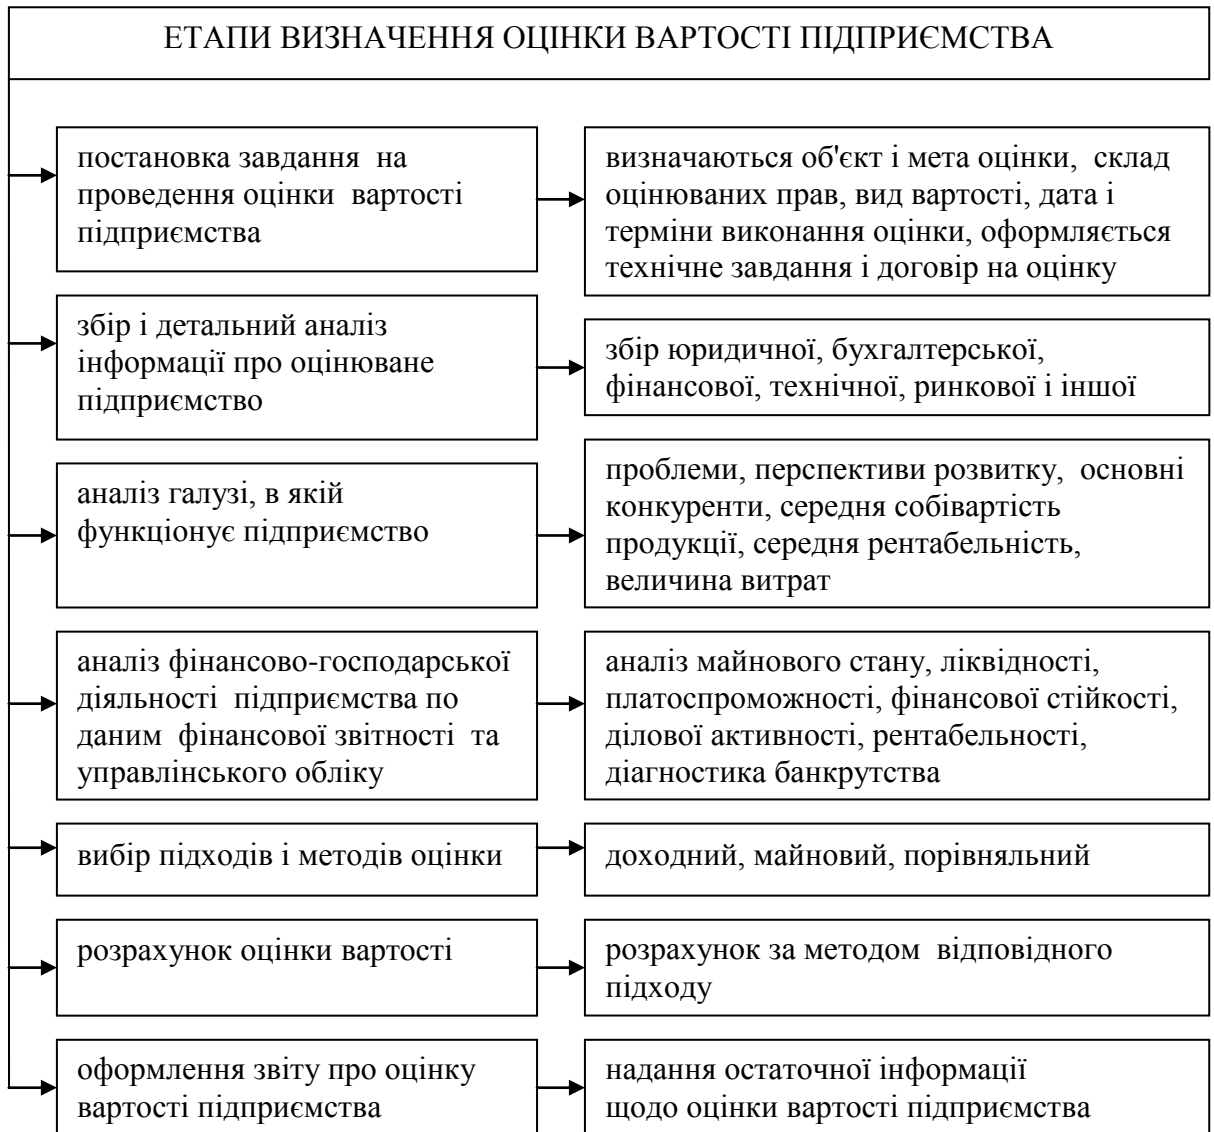 ЕТАПИ ВИЗНАЧЕННЯ ОЦІНКИ ВАРТОСТІ ПІДПРИЄМСТВА
постановка завдання на
проведення оцінки вартості
підприємства
визначаються об'єкт і мета оцінки, склад
оцінюваних прав, вид вартості, дата і
терміни виконання оцінки, оформляється
технічне завдання і договір на оцінку
збір і детальний аналіз
інформації про оцінюване
підприємство
збір юридичної, бухгалтерської,
фінансової, технічної, ринкової і іншої
аналіз галузі, в якій
функціонує підприємство
проблеми, перспективи розвитку, основні
конкуренти, середня собівартість
продукції, середня рентабельність,
величина витрат
аналіз фінансово-господарської
діяльності підприємства по
даним фінансової звітності та
управлінського обліку
аналіз майнового стану, ліквідності,
платоспроможності, фінансової стійкості,
ділової активності, рентабельності,
діагностика банкрутства
вибір підходів і методів оцінки
доходний, майновий, порівняльний
розрахунок оцінки вартості
розрахунок за методом відповідного
підходу
оформлення звіту про оцінку
вартості підприємства
надання остаточної інформації
щодо оцінки вартості підприємства